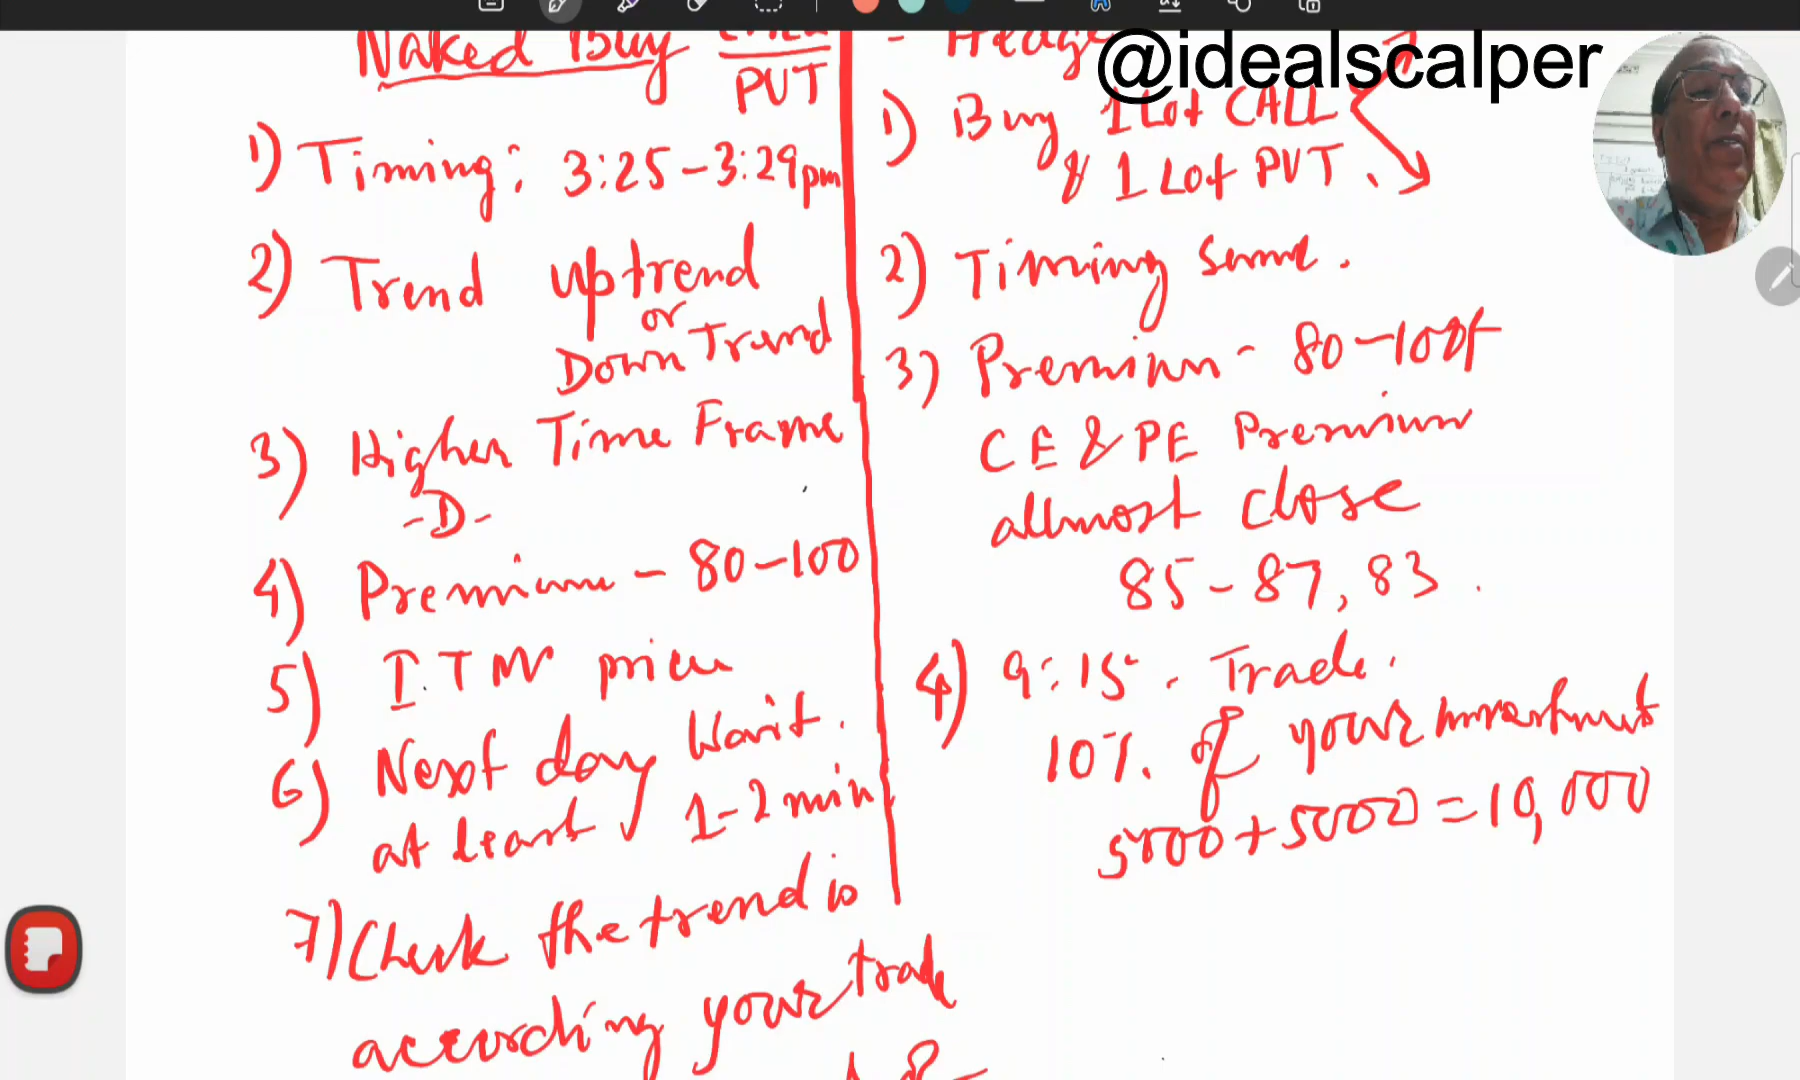 @idealscalper
Naked Buy
PUT
1) Timing: 3:25-3:29pm
2) Trend uptrend
or
Down Trend
3) Higher Time Frame
-D-
4) Premium - 80-100
5) I.T M price
6) Next day Wait.
at least 1-2 min
7) Check the trend is
according your trade
- Hedge
1) Buy 1 Lot CALL
& 1 Lot PUT.
2) Timing same.
3) Premium - 80-100
CE & PE Premium
allmost close
85-87, 83.
4) 9:15 - Trade.
10% of your investment
5000+5000=10,000